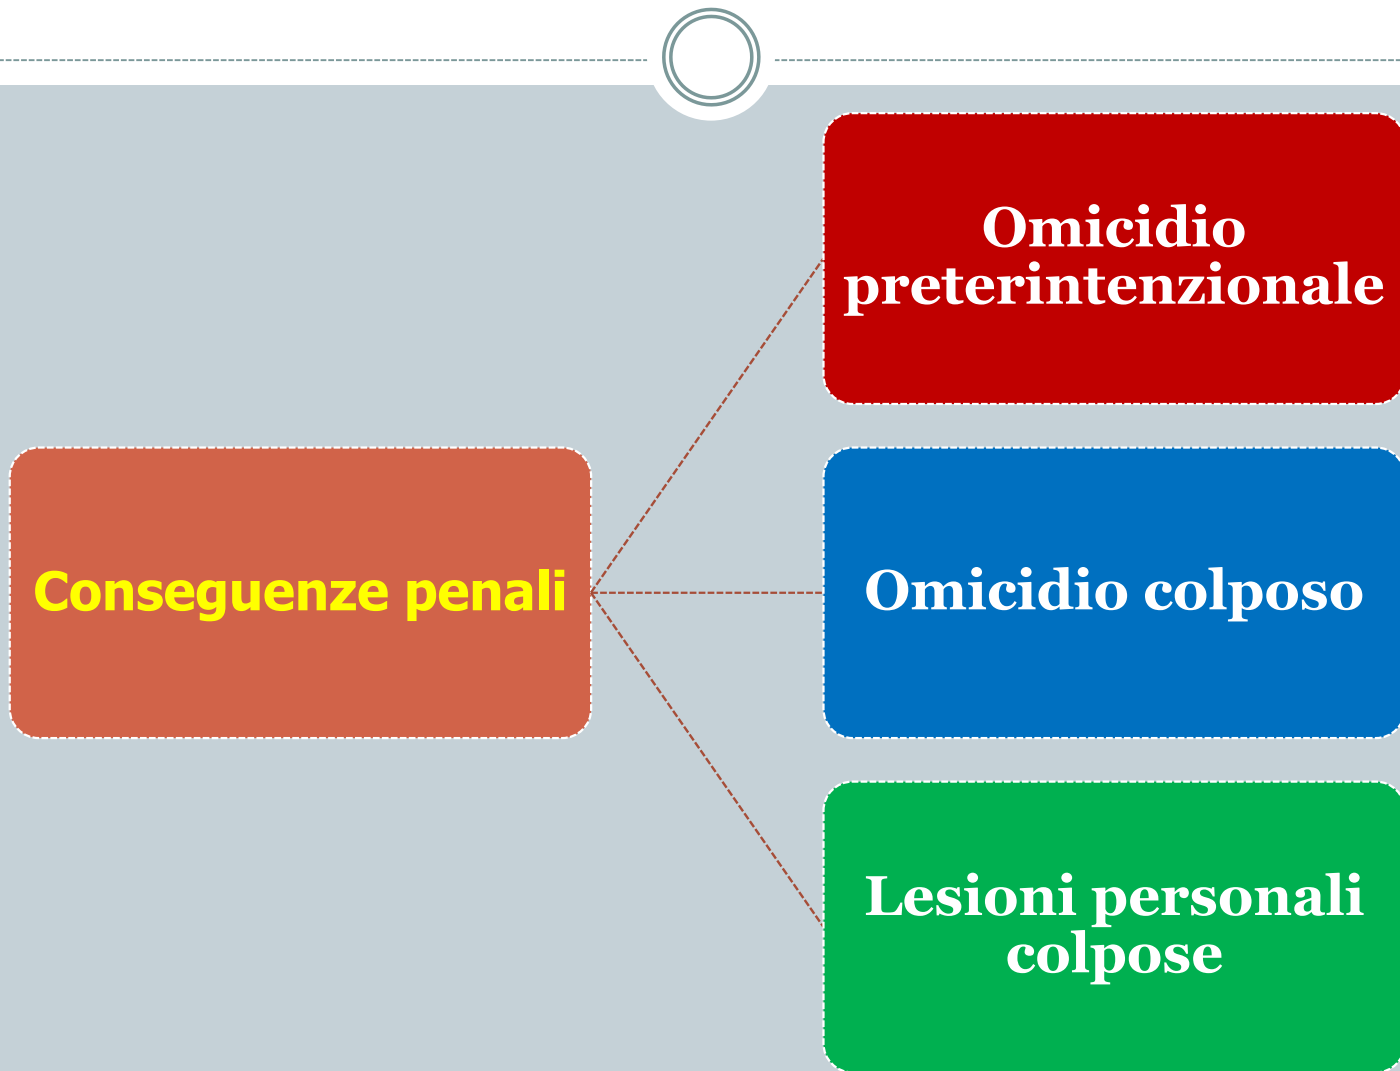 Omicidio
preterintenzionale
Conseguenze penali
Omicidio colposo
Lesioni personali
colpose